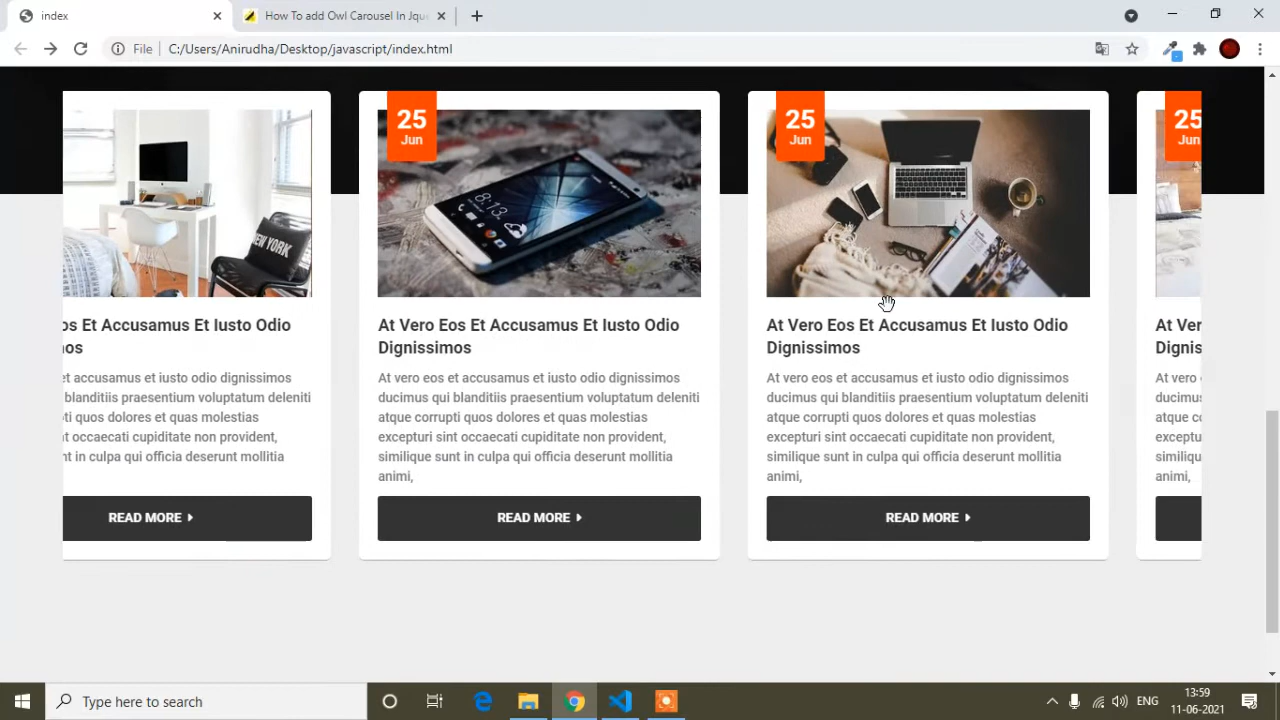 index
How To add Owl Carousel In Jque
File
C:/Users/Anirudha/Desktop/javascript/index.html
25
Jun
25
Jun
25
Jun
8:13
NEW YORK
os Et Accusamus Et Iusto Odio
nos
At Vero Eos Et Accusamus Et Iusto Odio
Dignissimos
At Vero Eos Et Accusamus Et Iusto Odio
Dignissimos
At Ver
Dignis
et accusamus et iusto odio dignissimos
blanditiis praesentium voluptatum deleniti
ti quos dolores et quas molestias
nt occaecati cupiditate non provident,
unt in culpa qui officia deserunt mollitia
At vero eos et accusamus et iusto odio dignissimos
ducimus qui blanditiis praesentium voluptatum deleniti
atque corrupti quos dolores et quas molestias
excepturi sint occaecati cupiditate non provident,
similique sunt in culpa qui officia deserunt mollitia
animi,
At vero eos et accusamus et iusto odio dignissimos
ducimus qui blanditiis praesentium voluptatum deleniti
atque corrupti quos dolores et quas molestias
excepturi sint occaecati cupiditate non provident,
similique sunt in culpa qui officia deserunt mollitia
animi,
At vero
ducimu
atque c
exceptu
similiqu
animi,
READ MORE
READ MORE
READ MORE
Type here to search
ENG
13:59
11-06-2021